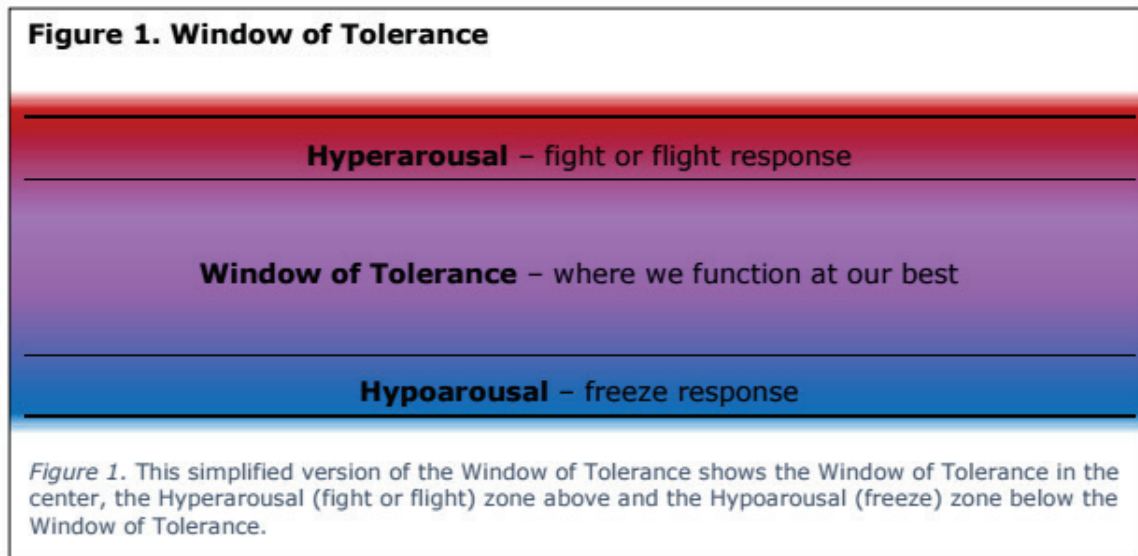 Figure 1. Window of Tolerance
Hyperarousal – fight or flight response
Window of Tolerance – where we function at our best
Hypoarousal – freeze response
Figure 1. This simplified version of the Window of Tolerance shows the Window of Tolerance in the
center, the Hyperarousal (fight or flight) zone above and the Hypoarousal (freeze) zone below the
Window of Tolerance.